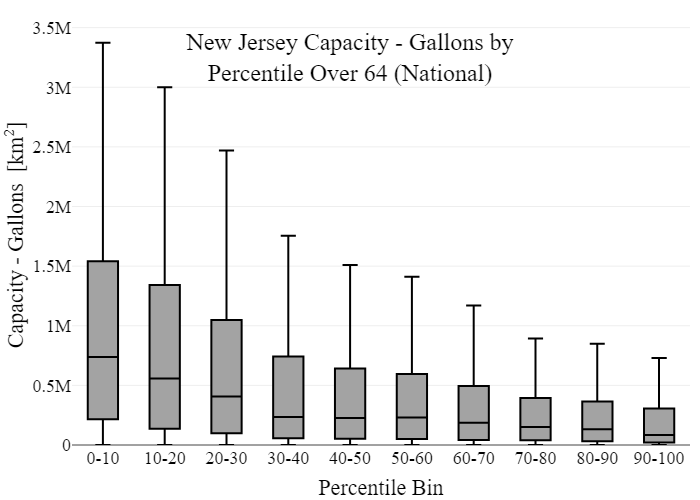 New Jersey Capacity - Gallons by
Percentile Over 64 (National)
Capacity - Gallons [km²]
3.5M
3M
2.5M
2M
1.5M
1M
0.5M
0
0-10 10-20 20-30 30-40 40-50 50-60 60-70 70-80 80-90 90-100
Percentile Bin